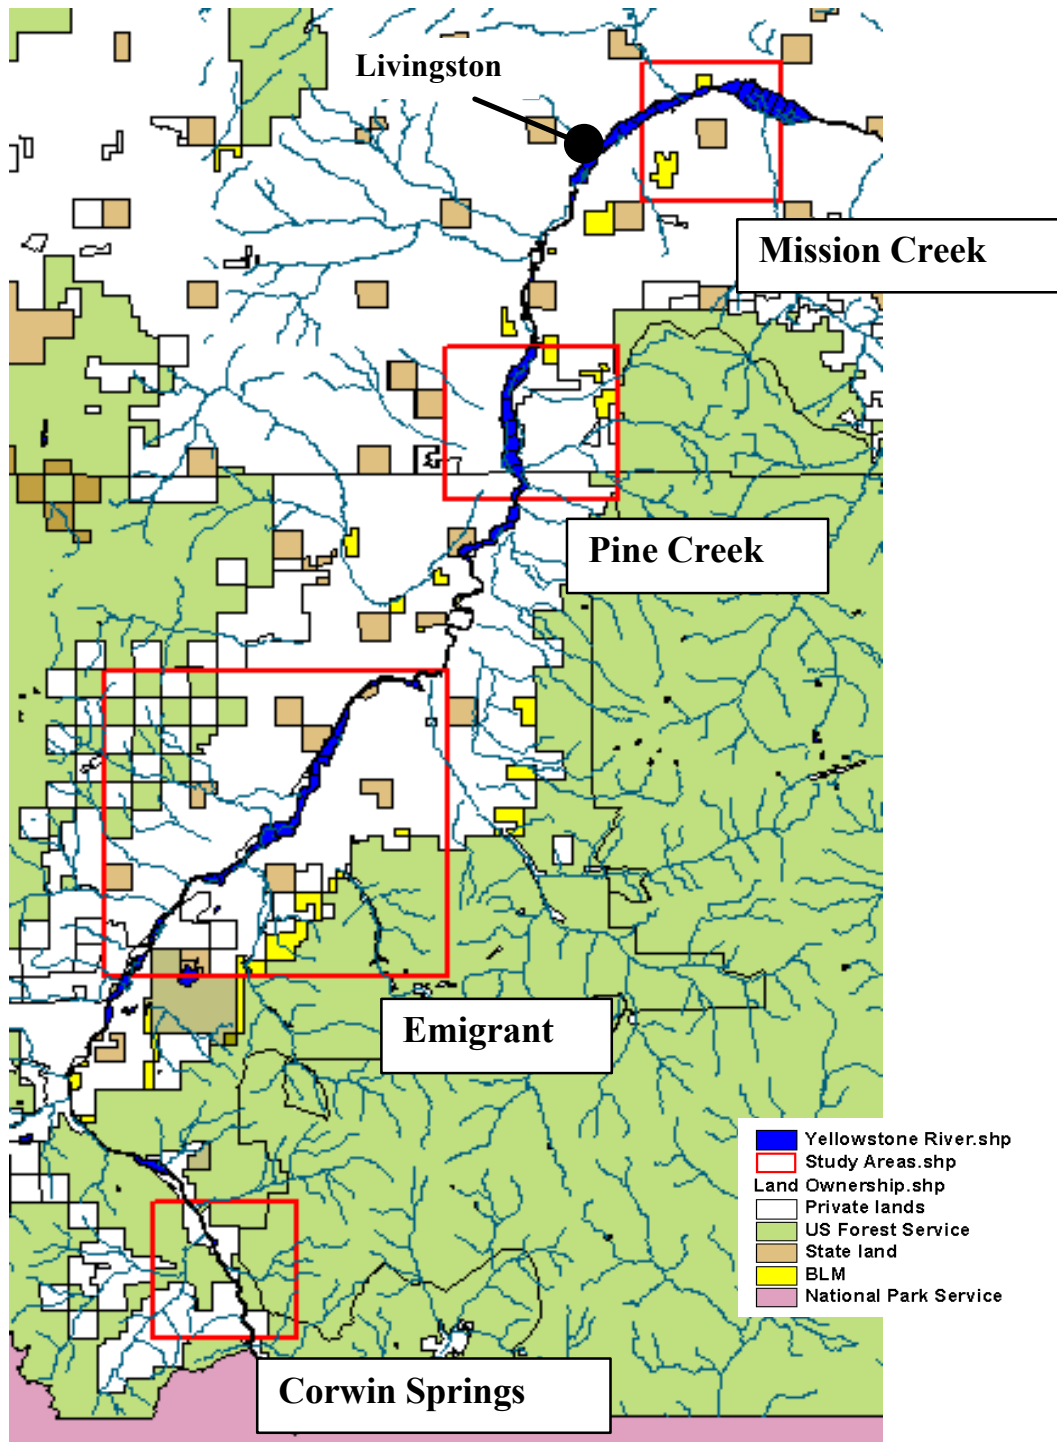 Livingston
Mission Creek
Pine Creek
Emigrant
Yellowstone River.shp
Study Areas.shp
Land Ownership.shp
Private lands
US Forest Service
State land
BLM
National Park Service
Corwin Springs